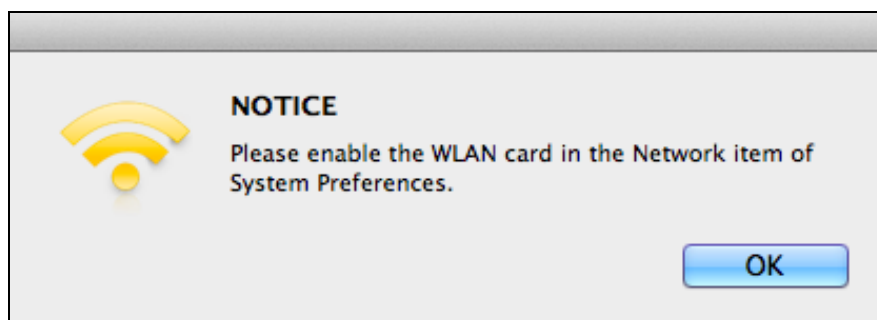 NOTICE
Please enable the WLAN card in the Network item of
System Preferences.
OK